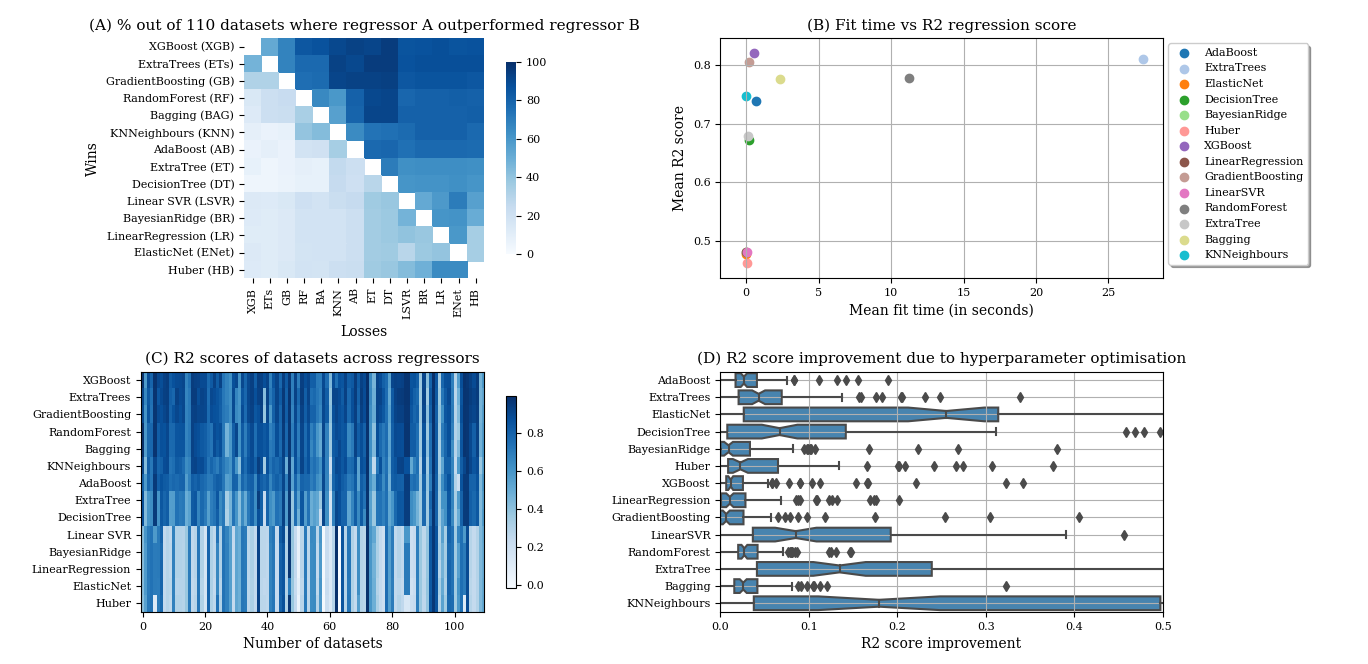 (A) % out of 110 datasets where regressor A outperformed regressor B
Wins
XGBoost (XGB)
ExtraTrees (ETs)
GradientBoosting (GB)
RandomForest (RF)
Bagging (BAG)
KNNeighbours (KNN)
AdaBoost (AB)
ExtraTree (ET)
DecisionTree (DT)
Linear SVR (LSVR)
BayesianRidge (BR)
LinearRegression (LR)
ElasticNet (ENet)
Huber (HB)
XGB ETs GB RF BA KNN AB ET DT LSVR BR LR ENet HB
Losses
100
80
60
40
20
0
(B) Fit time vs R2 regression score
Mean R2 score
0.8
0.7
0.6
0.5
0 5 10 15 20 25
Mean fit time (in seconds)
AdaBoost
ExtraTrees
ElasticNet
DecisionTree
BayesianRidge
Huber
XGBoost
LinearRegression
GradientBoosting
LinearSVR
RandomForest
ExtraTree
Bagging
KNNeighbours
(C) R2 scores of datasets across regressors
XGBoost
ExtraTrees
GradientBoosting
RandomForest
Bagging
KNNeighbours
AdaBoost
ExtraTree
DecisionTree
Linear SVR
BayesianRidge
LinearRegression
ElasticNet
Huber
0 20 40 60 80 100
Number of datasets
0.8
0.6
0.4
0.2
0.0
(D) R2 score improvement due to hyperparameter optimisation
AdaBoost
ExtraTrees
ElasticNet
DecisionTree
BayesianRidge
Huber
XGBoost
LinearRegression
GradientBoosting
LinearSVR
RandomForest
ExtraTree
Bagging
KNNeighbours
0.0 0.1 0.2 0.3 0.4 0.5
R2 score improvement